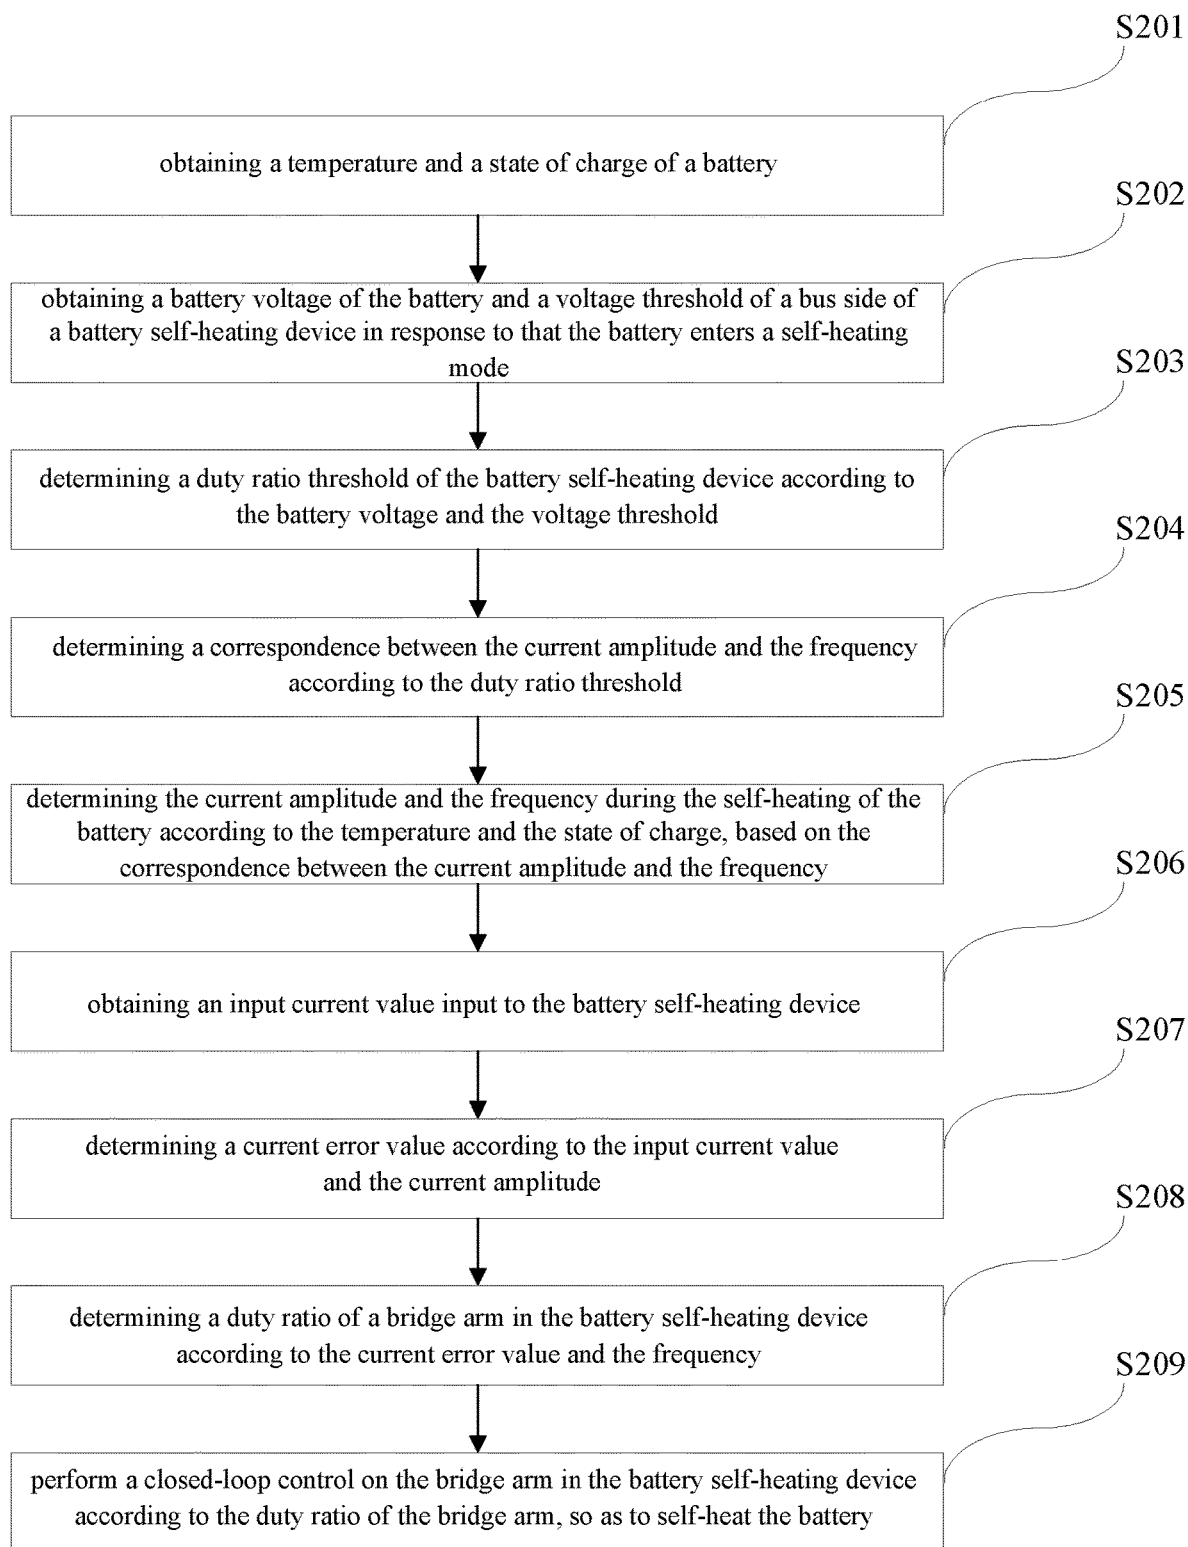 S201
obtaining a temperature and a state of charge of a battery
S202
obtaining a battery voltage of the battery and a voltage threshold of a bus side of
a battery self-heating device in response to that the battery enters a self-heating
mode
S203
determining a duty ratio threshold of the battery self-heating device according to
the battery voltage and the voltage threshold
S204
determining a correspondence between the current amplitude and the frequency
according to the duty ratio threshold
S205
determining the current amplitude and the frequency during the self-heating of the
battery according to the temperature and the state of charge, based on the
correspondence between the current amplitude and the frequency
S206
obtaining an input current value input to the battery self-heating device
S207
determining a current error value according to the input current value
and the current amplitude
S208
determining a duty ratio of a bridge arm in the battery self-heating device
according to the current error value and the frequency
S209
perform a closed-loop control on the bridge arm in the battery self-heating device
according to the duty ratio of the bridge arm, so as to self-heat the battery